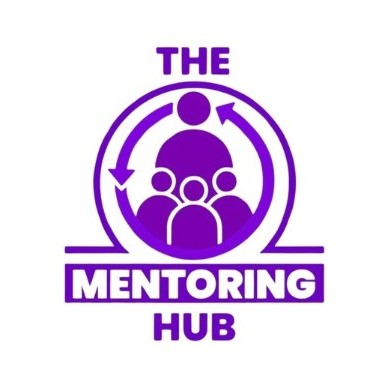 THE
MENTORING
HUB